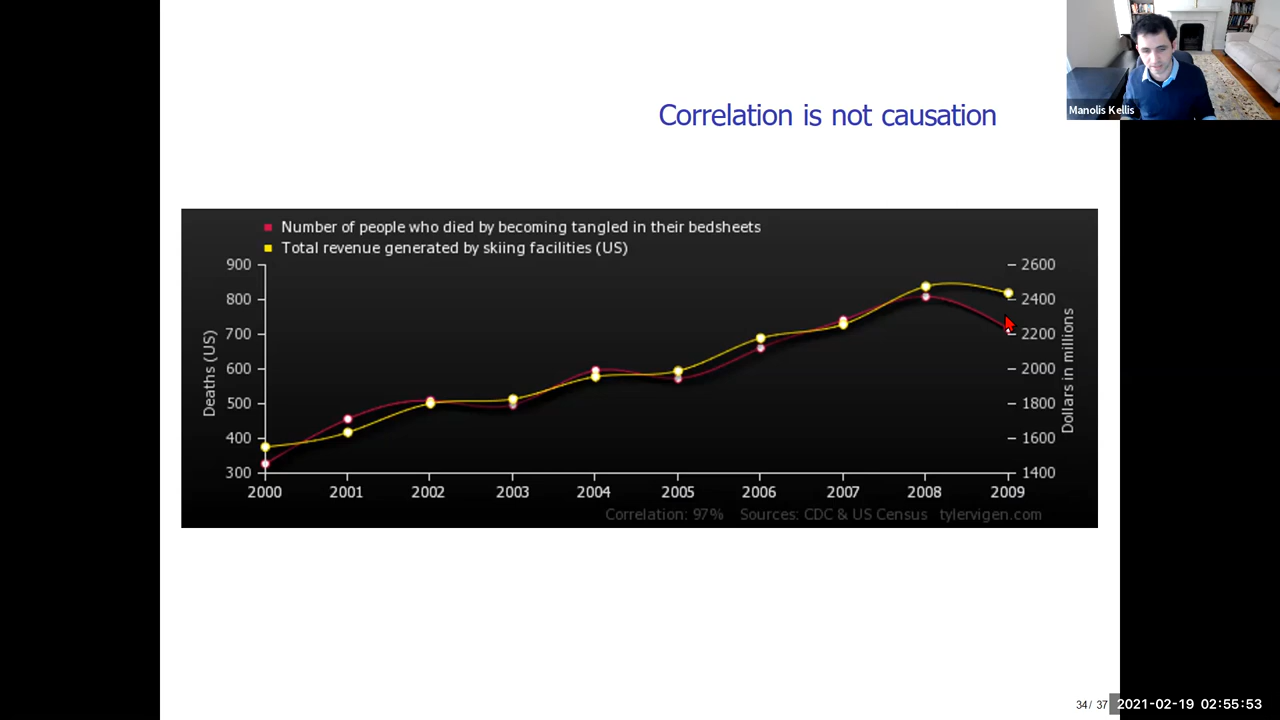 Manolis Kellis
Correlation is not causation
Number of people who died by becoming tangled in their bedsheets
Total revenue generated by skiing facilities (US)
900
800
700
600
500
400
300
Deaths (US)
2600
2400
2200
2000
1800
1600
1400
Dollars in millions
2000 2001 2002 2003 2004 2005 2006 2007 2008 2009
Correlation: 97% Sources: CDC & US Census tylervigen.com
34/ 37 2021-02-19 02:55:53